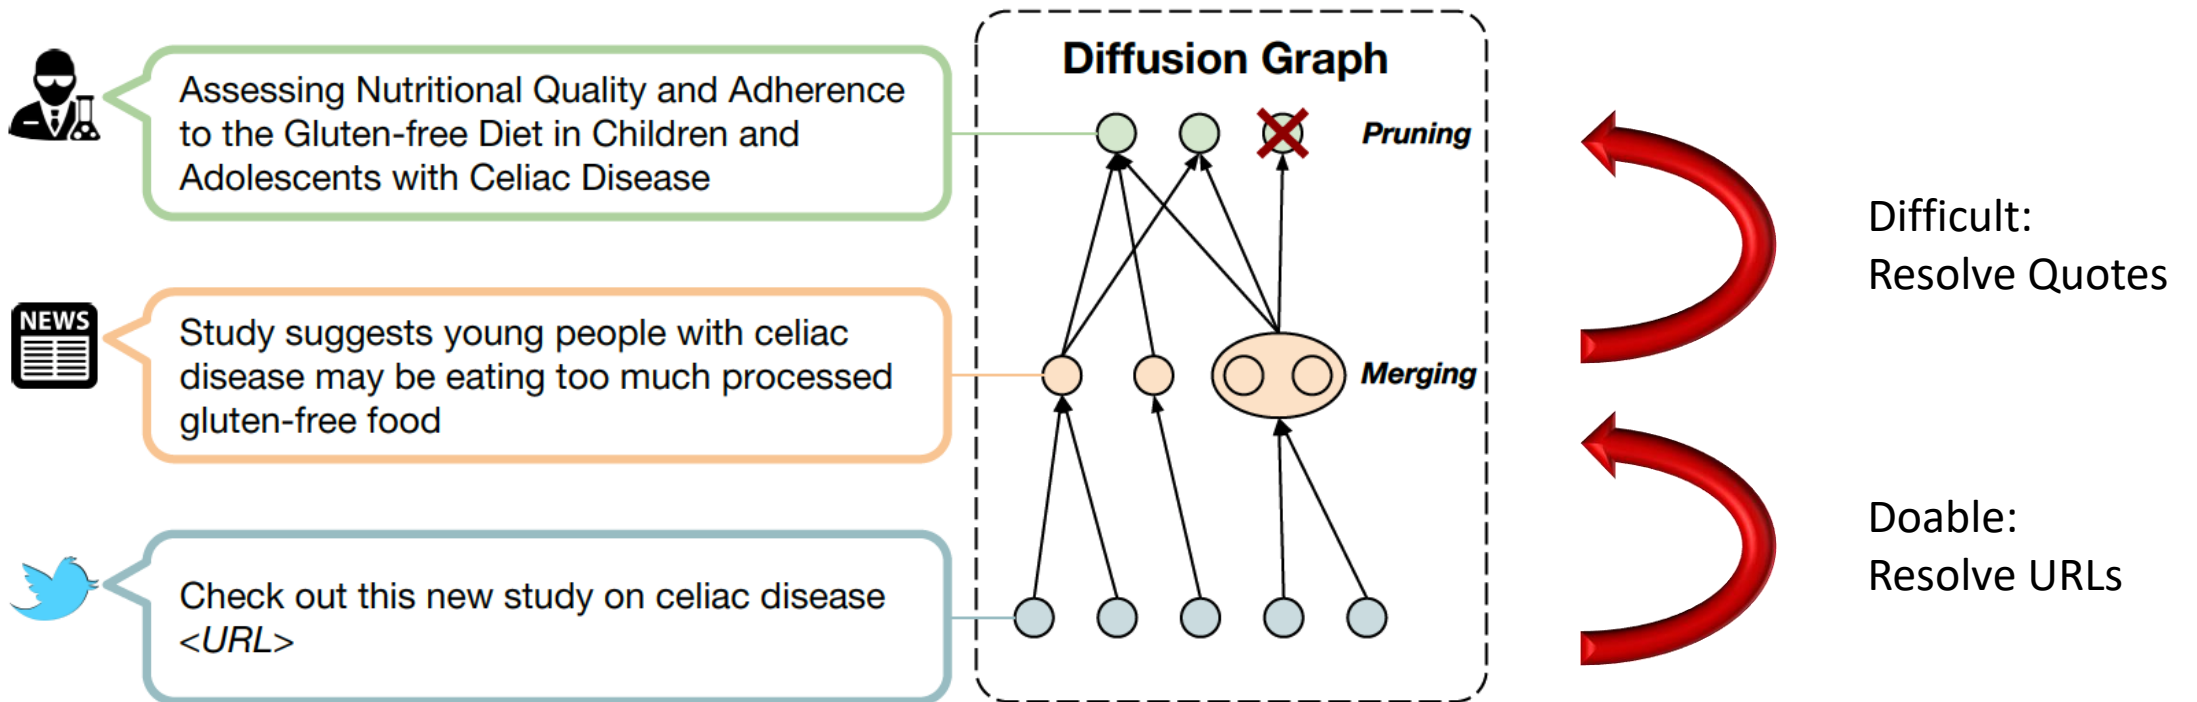 Diffusion Graph
Assessing Nutritional Quality and Adherence
to the Gluten-free Diet in Children and
Adolescents with Celiac Disease
Pruning
Difficult:
Resolve Quotes
NEWS
Study suggests young people with celiac
disease may be eating too much processed
gluten-free food
Merging
Doable:
Resolve URLs
Check out this new study on celiac disease
<URL>